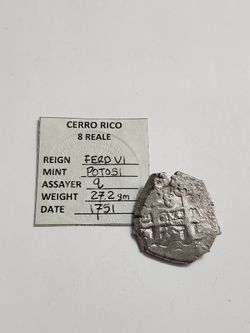 CERRO RICO
8 REALE
REIGN FERD VI
MINT POTOSI
ASSAYER q
WEIGHT 27.2 gm
DATE 1751